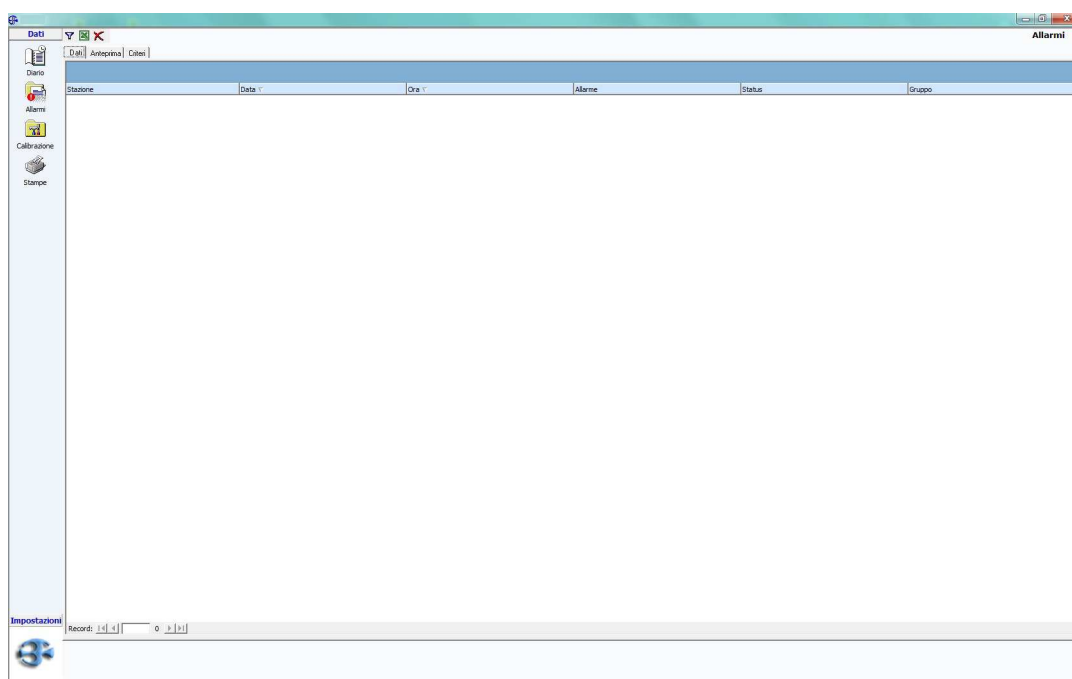 Dati
Allarmi
Dati Anteprima Criteri
Diario
Stazione Data Ora Allarme Status Gruppo
Allarmi
Calibrazione
Stampe
Impostazioni
Record: 0